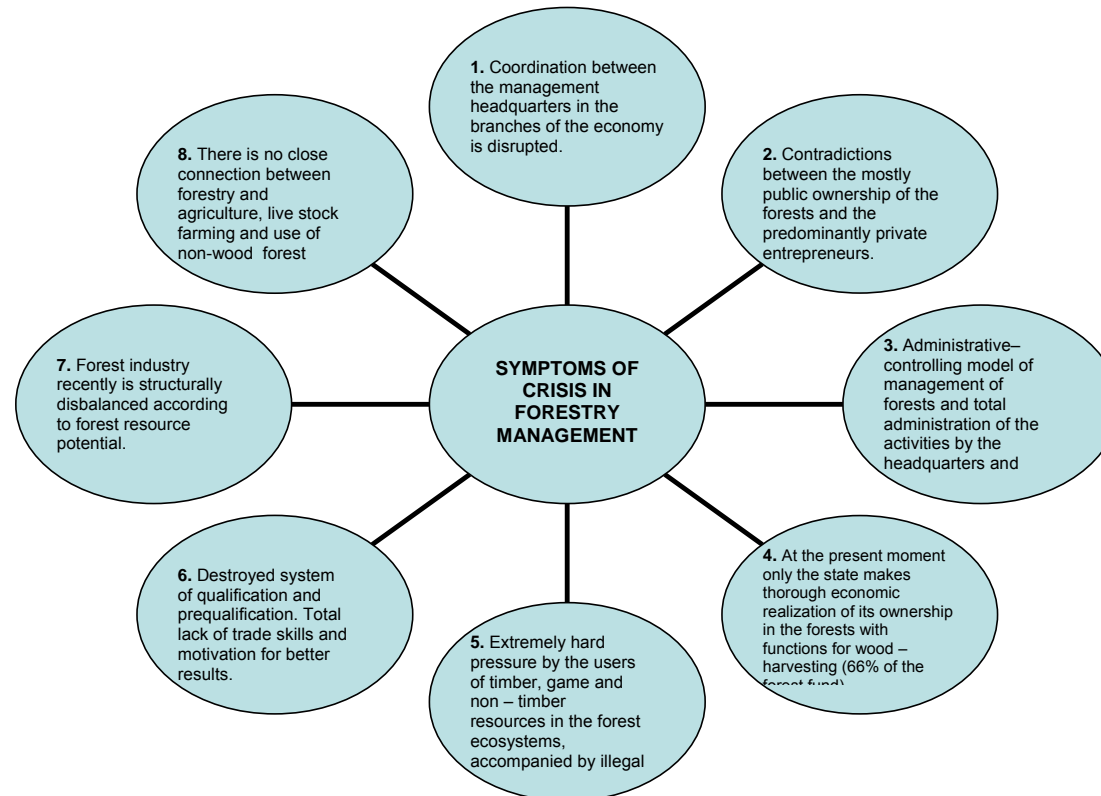 1. Coordination between
the management
headquarters in the
branches of the economy
is disrupted.
2. Contradictions
between the mostly
public ownership of the
forests and the
predominantly private
entrepreneurs.
3. Administrative–
controlling model of
management of
forests and total
administration of the
activities by the
headquarters and
4. At the present moment
only the state makes
thorough economic
realization of its ownership
in the forests with
functions for wood –
harvesting (66% of the
forest fund)
5. Extremely hard
pressure by the users
of timber, game and
non – timber
resources in the forest
ecosystems,
accompanied by illegal
6. Destroyed system
of qualification and
prequalification. Total
lack of trade skills and
motivation for better
results.
7. Forest industry
recently is structurally
disbalanced according
to forest resource
potential.
8. There is no close
connection between
forestry and
agriculture, live stock
farming and use of
non-wood forest
SYMPTOMS OF
CRISIS IN
FORESTRY
MANAGEMENT